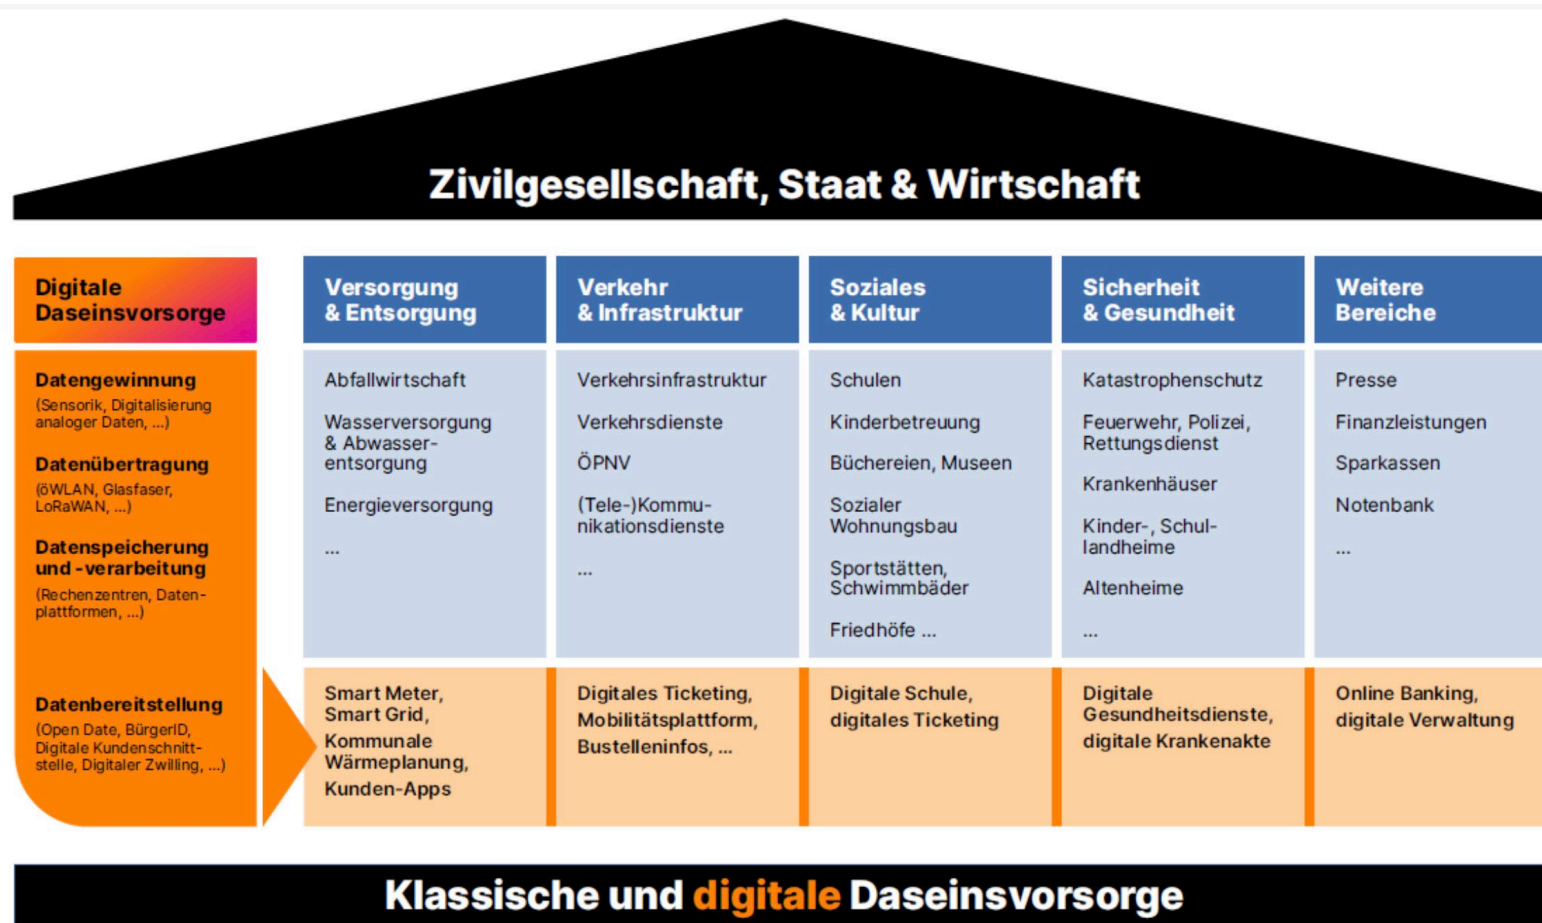 Zivilgesellschaft, Staat & Wirtschaft
Digitale
Daseinsvorsorge
Datengewinnung
(Sensorik, Digitalisierung
analoger Daten, ...)
Datenübertragung
(öWLAN, Glasfaser,
LoRaWAN, ...)
Datenspeicherung
und -verarbeitung
(Rechenzentren, Daten-
plattformen, ...)
Datenbereitstellung
(Open Date, BürgerID,
Digitale Kundenschnitt-
stelle, Digitaler Zwilling, ...)
Versorgung
& Entsorgung
Abfallwirtschaft
Wasserversorgung
& Abwasser-
entsorgung
Energieversorgung
...
Smart Meter,
Smart Grid,
Kommunale
Wärmeplanung,
Kunden-Apps
Verkehr
& Infrastruktur
Verkehrsinfrastruktur
Verkehrsdienste
ÖPNV
(Tele-)Kommu-
nikationsdienste
...
Digitales Ticketing,
Mobilitätsplattform,
Bustelleninfos, ...
Soziales
& Kultur
Schulen
Kinderbetreuung
Büchereien, Museen
Sozialer
Wohnungsbau
Sportstätten,
Schwimmbäder
Friedhöfe ...
Digitale Schule,
digitales Ticketing
Sicherheit
& Gesundheit
Katastrophenschutz
Feuerwehr, Polizei,
Rettungsdienst
Krankenhäuser
Kinder-, Schul-
landheime
Altenheime
...
Digitale
Gesundheitsdienste,
digitale Krankenakte
Weitere
Bereiche
Presse
Finanzleistungen
Sparkassen
Notenbank
...
Online Banking,
digitale Verwaltung
Klassische und digitale Daseinsvorsorge